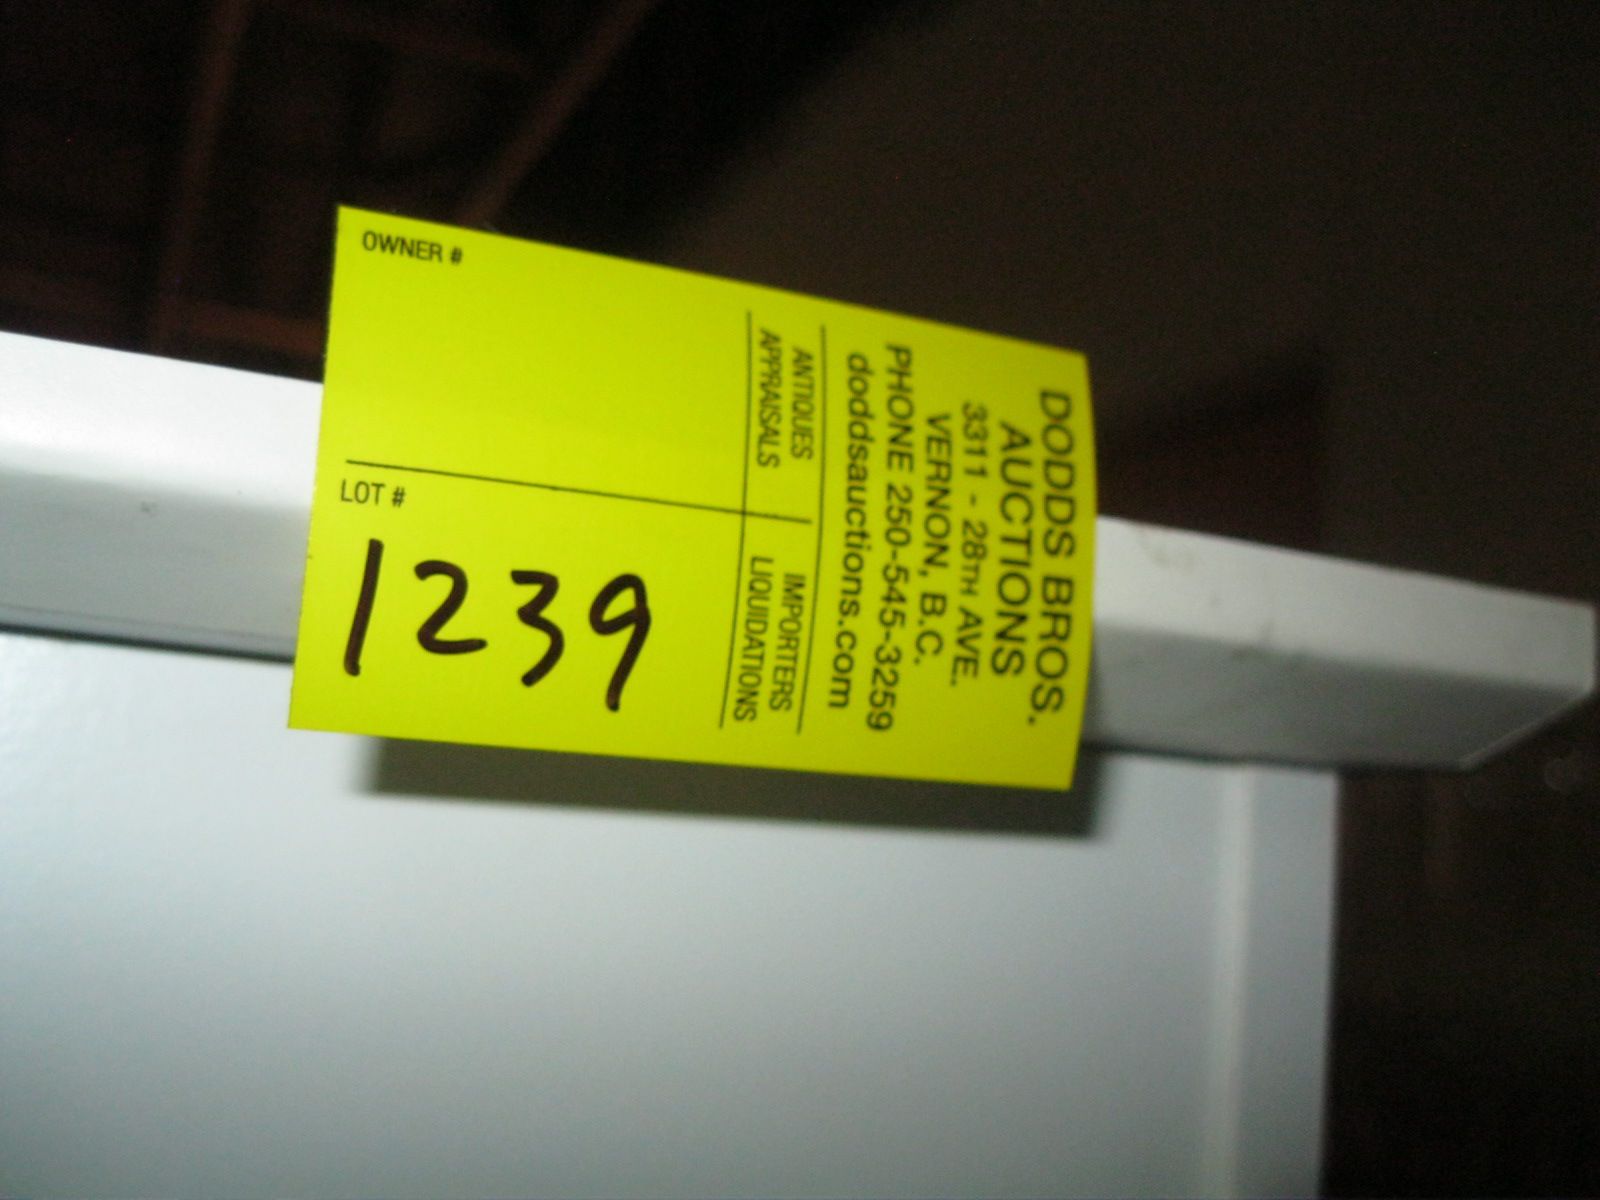 DODDS BROS.
AUCTIONS
3311 - 28TH AVE.
VERNON, B.C.
PHONE 250-545-3259
doddsauctions.com
ANTIQUES
APPRAISALS
IMPORTERS
LIQUIDATIONS
OWNER #
LOT #
1239